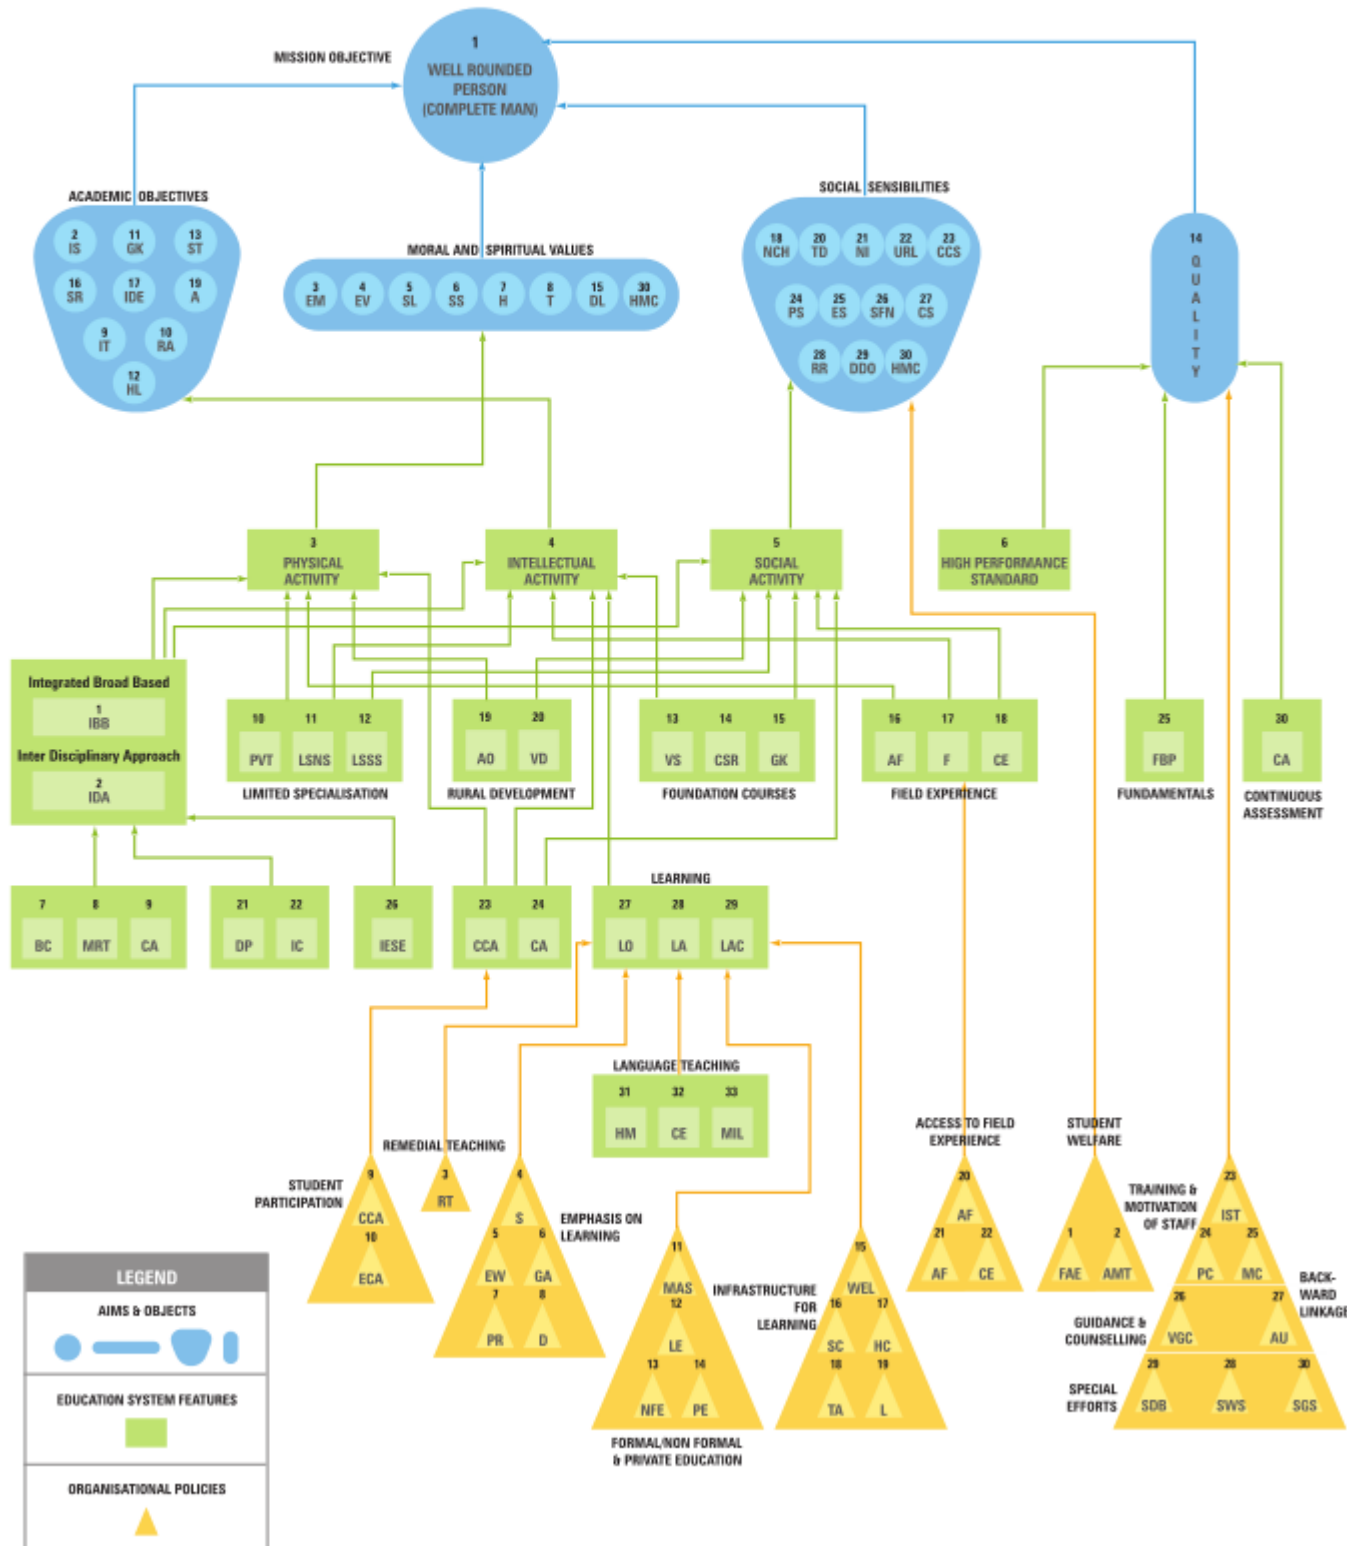 1
MISSION OBJECTIVE
WELL ROUNDED
PERSON
(COMPLETE MAN)
ACADEMIC OBJECTIVES
2 11 13
IS GK ST
16 17 19
SR IDE A
9 10
IT RA
12
HL
MORAL AND SPIRITUAL VALUES
3 4 5 6 7 8 15 30
EM EV SL SS H T DL HMC
SOCIAL SENSIBILITIES
18 20 21 22 23
NCH TD NI URL CCS
24 25 26 27
PS ES SFN CS
28 29 30
RR DDO HMC
14
Q
U
A
L
I
T
Y
3
PHYSICAL
ACTIVITY
4
INTELLECTUAL
ACTIVITY
5
SOCIAL
ACTIVITY
6
HIGH PERFORMANCE
STANDARD
Integrated Broad Based
1
IBB
Inter Disciplinary Approach
2
IDA
10 11 12
PVT LSNS LSSS
LIMITED SPECIALISATION
19 20
AO VD
RURAL DEVELOPMENT
13 14 15
VS CSR GK
FOUNDATION COURSES
16 17 18
AF F CE
FIELD EXPERIENCE
25
FBP
FUNDAMENTALS
30
CA
CONTINUOUS
ASSESSMENT
7 8 9
BC MRT CA
21 22
DP IC
26
IESE
23 24
CCA CA
LEARNING
27 28 29
LO LA LAC
LANGUAGE TEACHING
31 32 33
HM CE MIL
STUDENT
PARTICIPATION
9
CCA
10
ECA
REMEDIAL TEACHING
3
RT
EMPHASIS ON
LEARNING
4
S
5 6
EW GA
7 8
PR D
11
MAS
12
LE
13 14
NFE PE
FORMAL/NON FORMAL
& PRIVATE EDUCATION
INFRASTRUCTURE
FOR
LEARNING
15
WEL
16 17
SC HC
18 19
TA L
ACCESS TO FIELD
EXPERIENCE
20
AF
21 22
AF CE
STUDENT
WELFARE
1 2
FAE AMT
TRAINING &
MOTIVATION
OF STAFF
23
IST
24 25
PC MC
BACK-
WARD
LINKAGE
GUIDANCE &
COUNSELLING
26 27
VGC AU
SPECIAL
EFFORTS
29 28 30
SDB SWS SGS
LEGEND
AIMS & OBJECTS
EDUCATION SYSTEM FEATURES
ORGANISATIONAL POLICIES